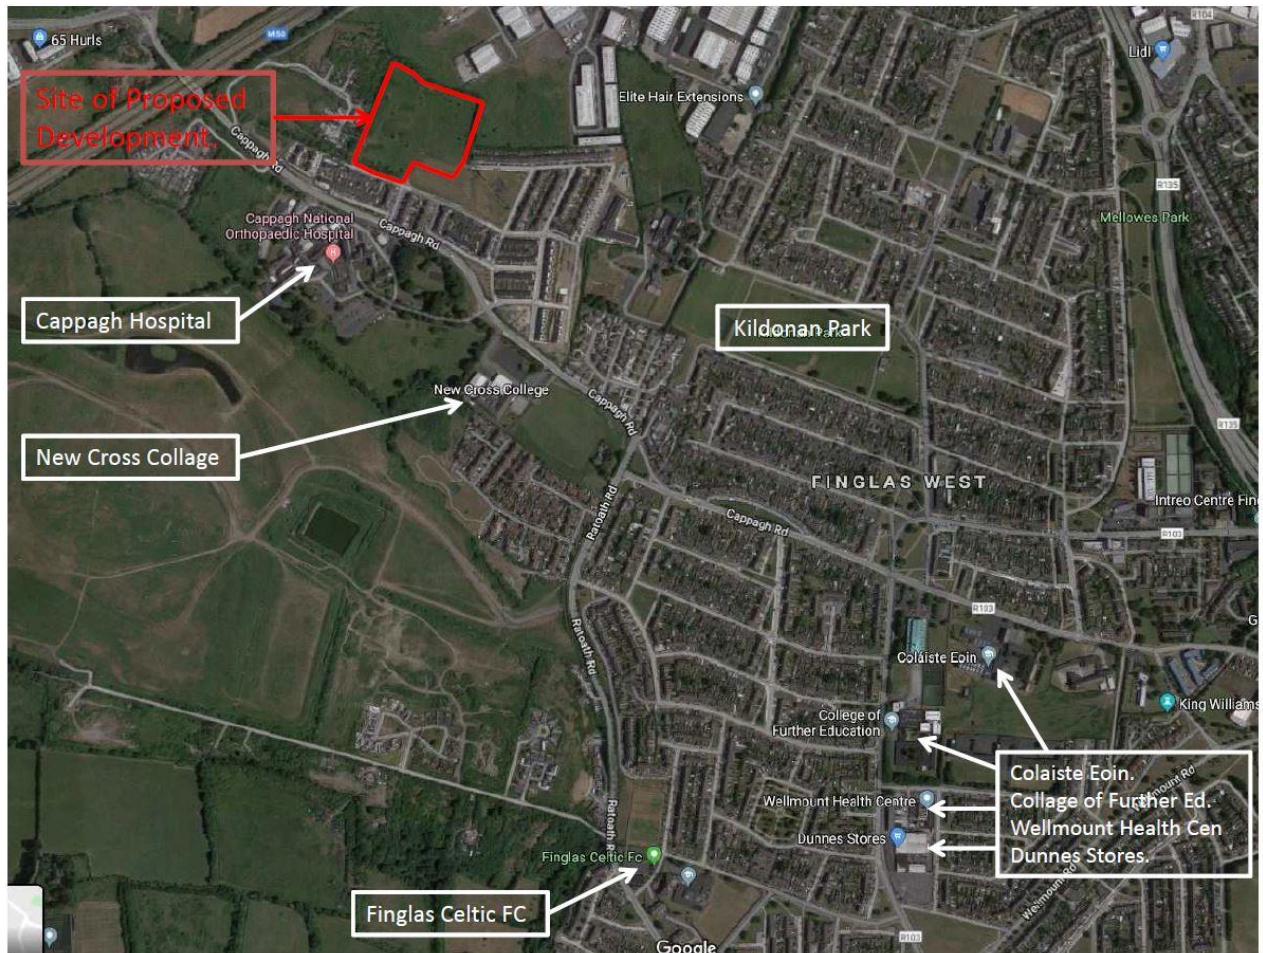 65 Hurls
M50
R104
Lidl
Elite Hair Extensions
Site of Proposed
Development.
Cappagh Rd
R135
Mellowes Park
Cappagh National
Orthopaedic Hospital
H
Cappagh Rd
Cappagh Hospital
Kildonan Park
New Cross College
Cappagh Rd
R135
New Cross Collage
FINGLAS WEST
Ratoath Rd
Cappagh Rd
Intreo Centre Fin
R103
R103
Ratoath Rd
Colaiste Eoin
College of
Further Education
King Williams
Colaiste Eoin.
Collage of Further Ed.
Wellmount Health Cen
Dunnes Stores.
Wellmount Rd
Wellmount Health Centre
Dunnes Stores
Ratoath R
Finglas Celtic Fc
Wellmount Rd
Finglas Celtic FC
R103
Google